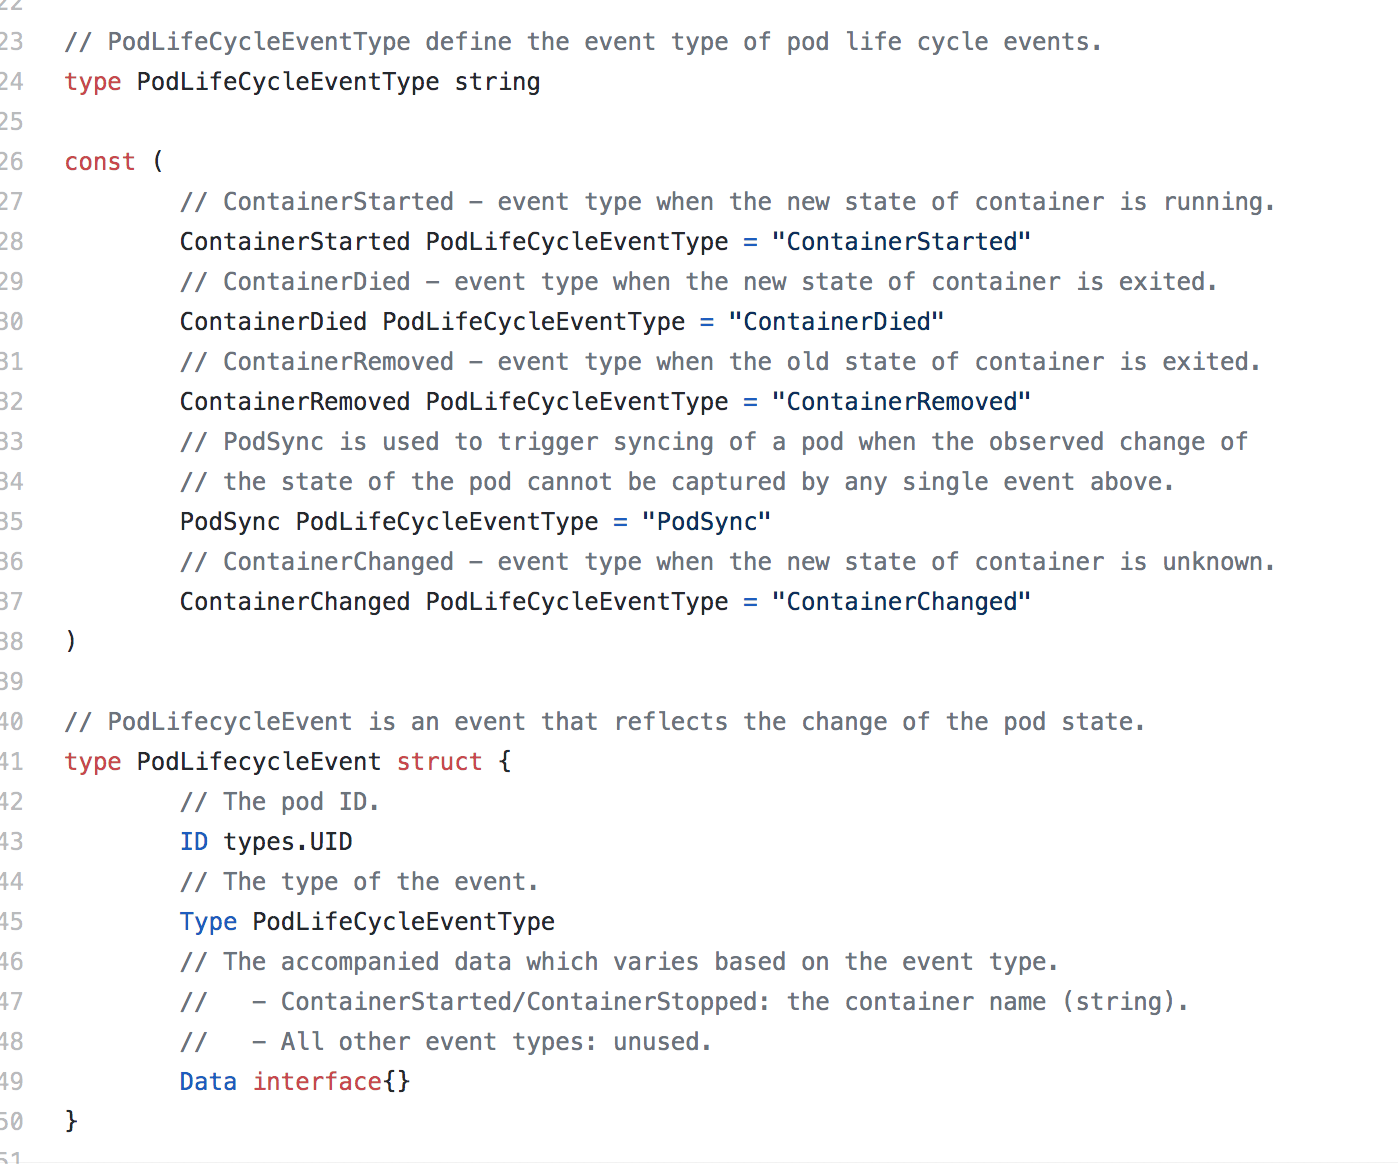 22
23 // PodLifeCycleEventType define the event type of pod life cycle events.
24 type PodLifeCycleEventType string
25
26 const (
27 // ContainerStarted - event type when the new state of container is running.
28 ContainerStarted PodLifeCycleEventType = "ContainerStarted"
29 // ContainerDied - event type when the new state of container is exited.
30 ContainerDied PodLifeCycleEventType = "ContainerDied"
31 // ContainerRemoved - event type when the old state of container is exited.
32 ContainerRemoved PodLifeCycleEventType = "ContainerRemoved"
33 // PodSync is used to trigger syncing of a pod when the observed change of
34 // the state of the pod cannot be captured by any single event above.
35 PodSync PodLifeCycleEventType = "PodSync"
36 // ContainerChanged - event type when the new state of container is unknown.
37 ContainerChanged PodLifeCycleEventType = "ContainerChanged"
38 )
39
40 // PodLifecycleEvent is an event that reflects the change of the pod state.
41 type PodLifecycleEvent struct {
42 // The pod ID.
43 ID types.UID
44 // The type of the event.
45 Type PodLifeCycleEventType
46 // The accompanied data which varies based on the event type.
47 //   - ContainerStarted/ContainerStopped: the container name (string).
48 //   - All other event types: unused.
49 Data interface{}
50 }
51